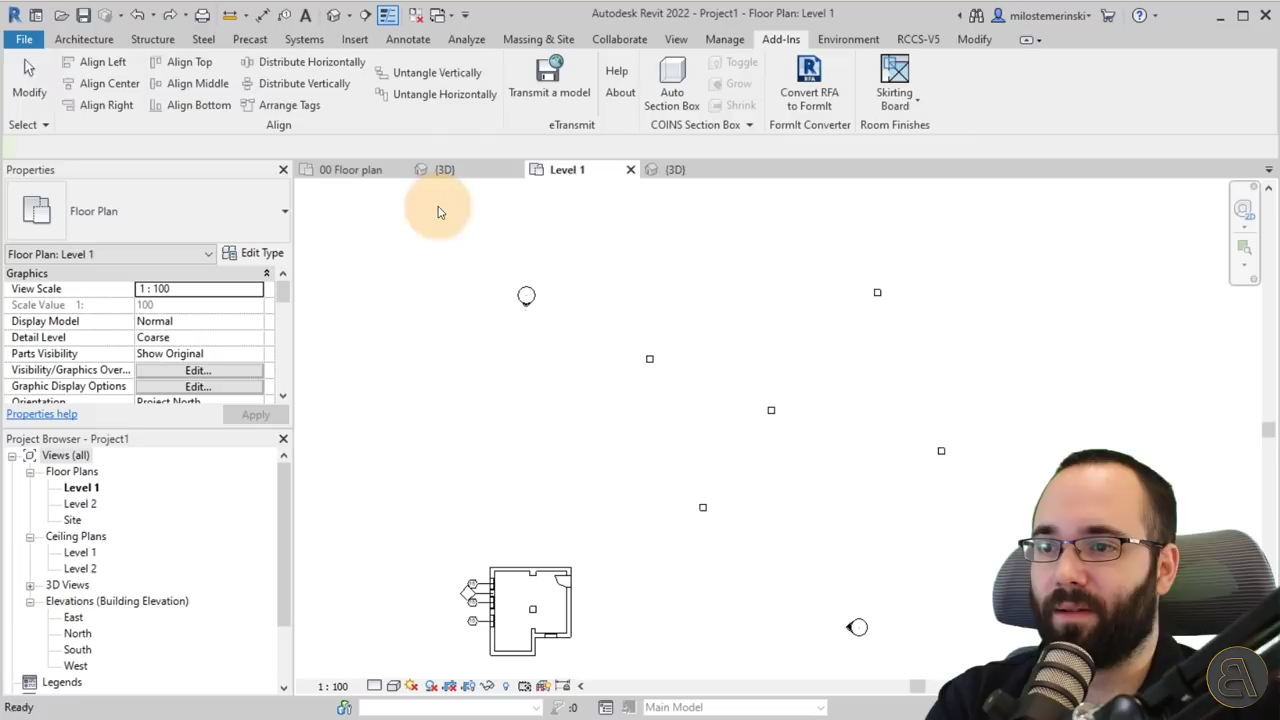 Autodesk Revit 2022 - Project1 - Floor Plan: Level 1
milostemerinski
File
Architecture
Structure
Steel
Precast
Systems
Insert
Annotate
Analyze
Massing & Site
Collaborate
View
Manage
Add-Ins
Environment
RCCS-V5
Modify
Modify
Select
Align Left
Align Center
Align Right
Align Top
Align Middle
Align Bottom
Distribute Horizontally
Distribute Vertically
Arrange Tags
Untangle Vertically
Untangle Horizontally
Align
Transmit a model
eTransmit
Help
About
Auto
Section Box
Toggle
Grow
Shrink
COINS Section Box
Convert RFA
to FormIt
FormIt Converter
Skirting
Board
Room Finishes
Properties
00 Floor plan
{3D}
Level 1
{3D}
Floor Plan
Floor Plan: Level 1
Edit Type
Graphics
View Scale
1 : 100
Scale Value 1:
100
Display Model
Normal
Detail Level
Coarse
Parts Visibility
Show Original
Visibility/Graphics Over...
Edit...
Graphic Display Options
Edit...
Orientation
Project North
Properties help
Apply
Project Browser - Project1
Views (all)
Floor Plans
Level 1
Level 2
Site
Ceiling Plans
Level 1
Level 2
3D Views
Elevations (Building Elevation)
East
North
South
West
Legends
2D
1 : 100
Ready
:0
Main Model